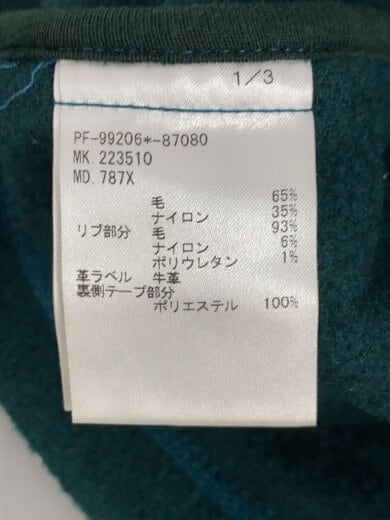 1/3
PF-99206*-87080
MK. 223510
MD. 787X
毛 65%
ナイロン 35%
リブ部分 毛 93%
ナイロン 6%
ポリウレタン 1%
革ラベル 牛革
裏側テープ部分
ポリエステル 100%